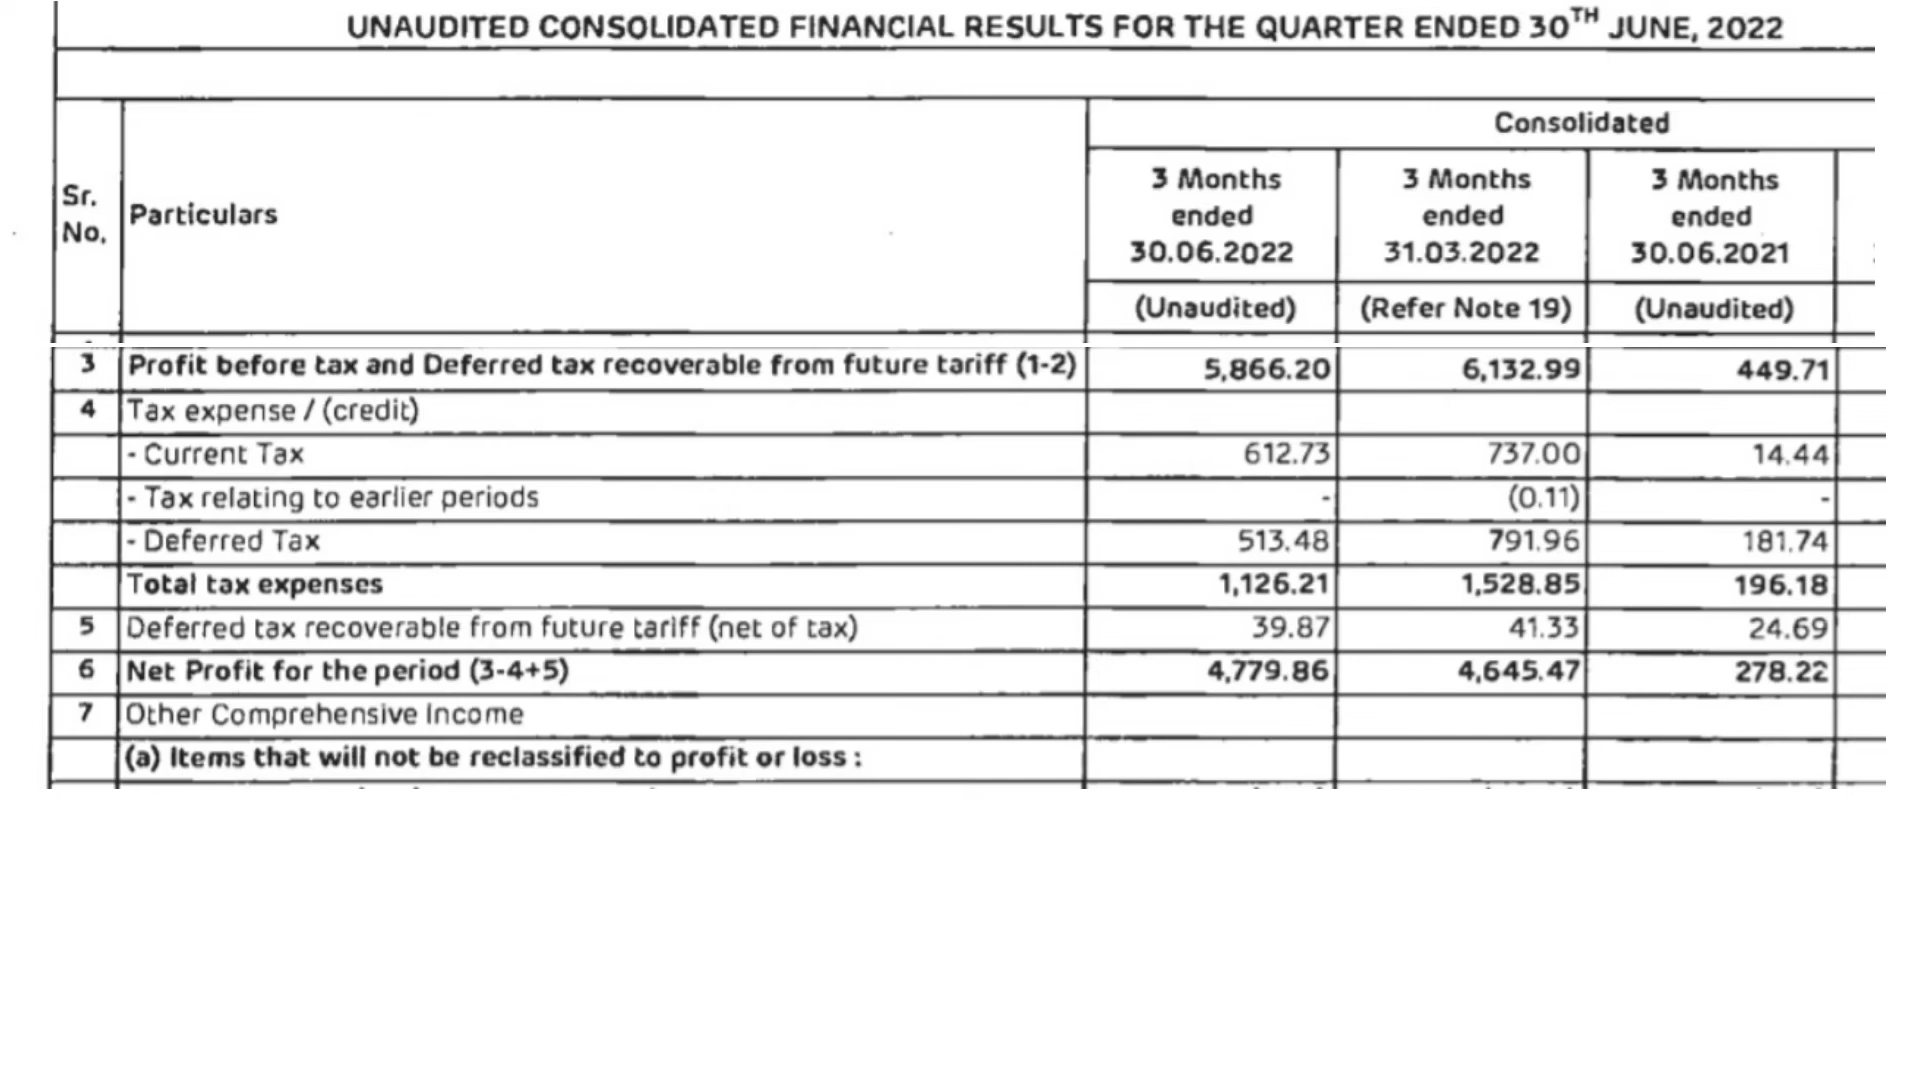 UNAUDITED CONSOLIDATED FINANCIAL RESULTS FOR THE QUARTER ENDED 30TH JUNE, 2022
Consolidated
Sr. No. Particulars 3 Months ended 30.06.2022 3 Months ended 31.03.2022 3 Months ended 30.06.2021
(Unaudited) (Refer Note 19) (Unaudited)
3 Profit before tax and Deferred tax recoverable from future tariff (1-2) 5,866.20 6,132.99 449.71
4 Tax expense / (credit)
- Current Tax 612.73 737.00 14.44
- Tax relating to earlier periods - (0.11) -
- Deferred Tax 513.48 791.96 181.74
Total tax expenses 1,126.21 1,528.85 196.18
5 Deferred tax recoverable from future tariff (net of tax) 39.87 41.33 24.69
6 Net Profit for the period (3-4+5) 4,779.86 4,645.47 278.22
7 Other Comprehensive Income
(a) Items that will not be reclassified to profit or loss :